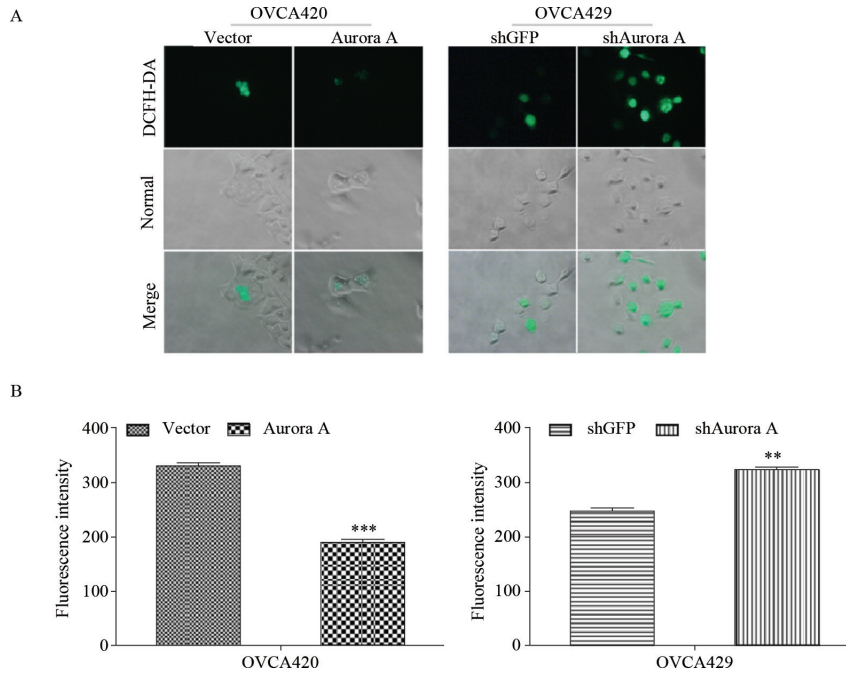 A
OVCA420 OVCA429
Vector Aurora A shGFP shAurora A
DCFH-DA
Normal
Merge
B
400 Vector Aurora A
300
200 ***
100
0
Fluorescence intensity
OVCA420
400 shGFP shAurora A
300 **
200
100
0
Fluorescence intensity
OVCA429